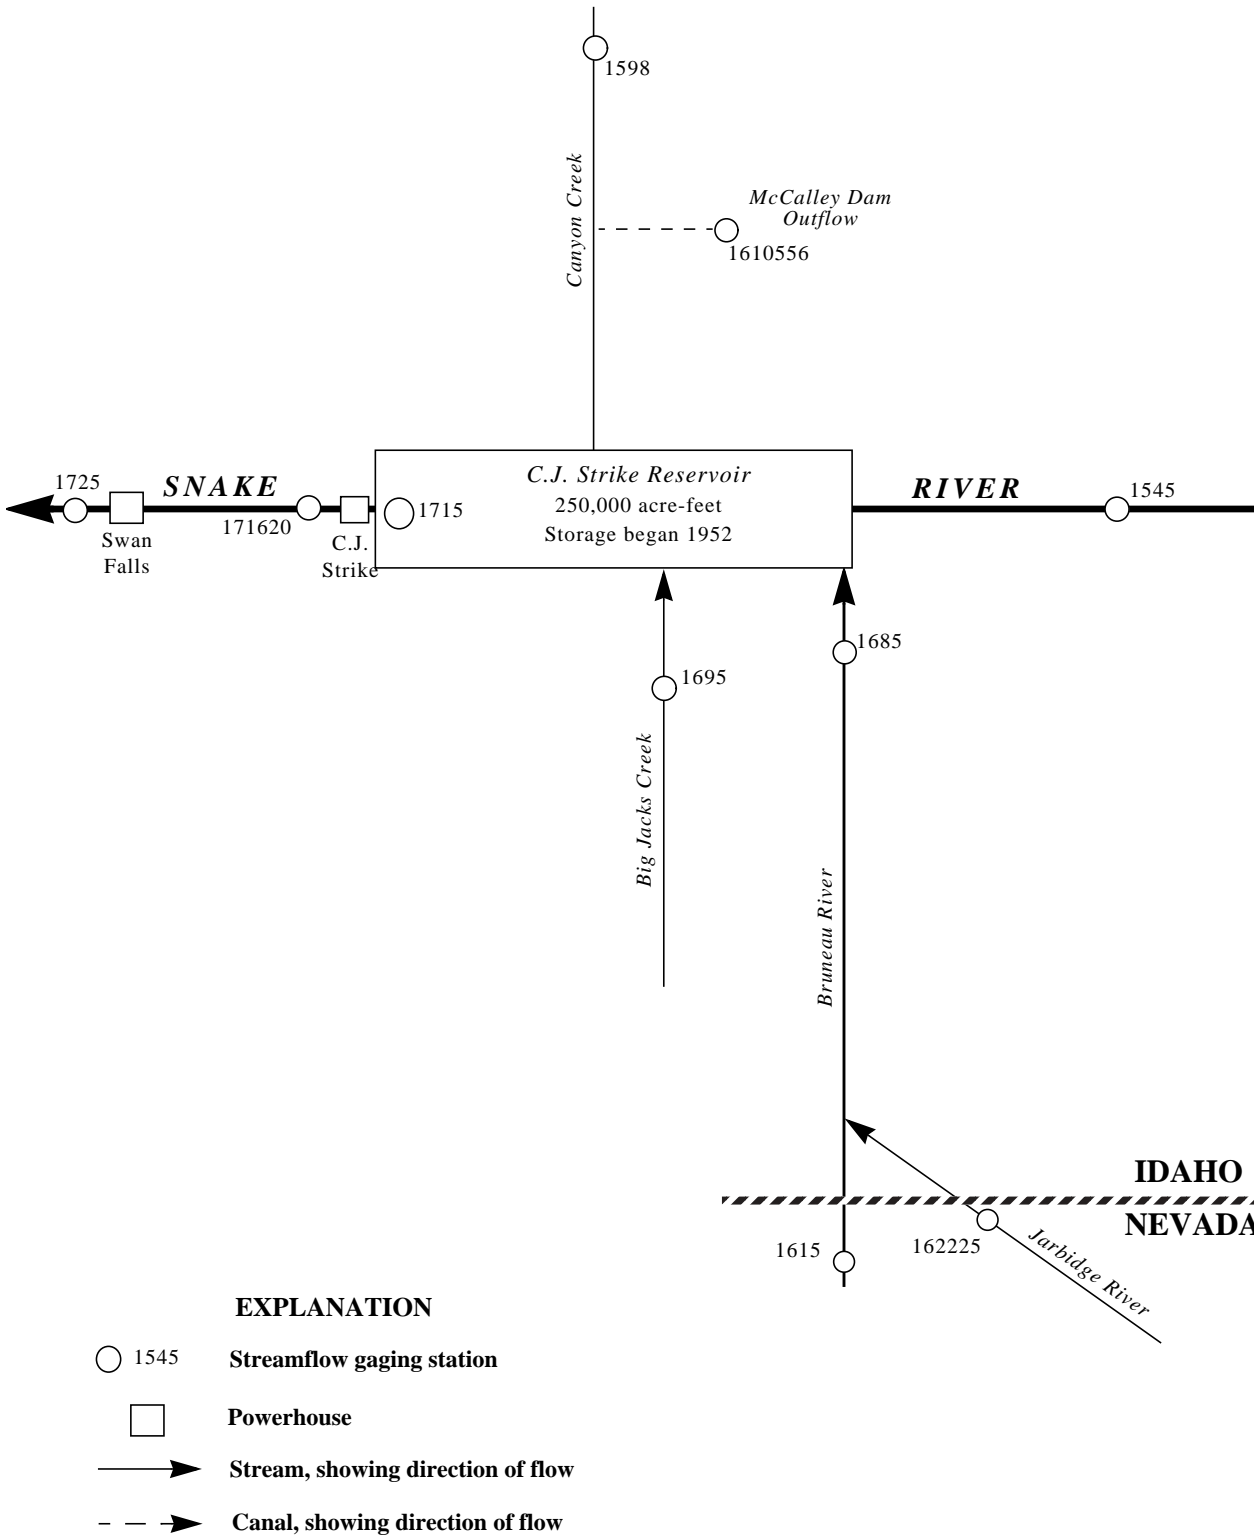 1598
Canyon Creek
McCalley Dam
Outflow
1610556
1725
SNAKE
171620
Swan
Falls
C.J.
Strike
1715
C.J. Strike Reservoir
250,000 acre-feet
Storage began 1952
RIVER
1545
1685
1695
Big Jacks Creek
Bruneau River
IDAHO
NEVADA
1615
162225
Jarbidge River
EXPLANATION
1545 Streamflow gaging station
Powerhouse
Stream, showing direction of flow
Canal, showing direction of flow